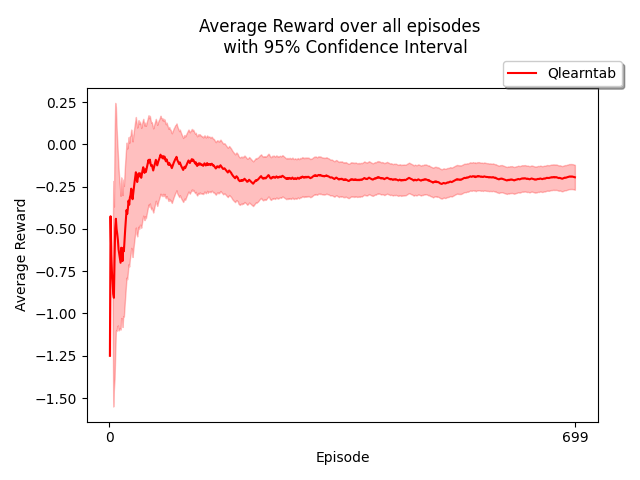 Average Reward over all episodes
with 95% Confidence Interval
Qlearntab
0.25
0.00
−0.25
−0.50
−0.75
−1.00
−1.25
−1.50
Average Reward
0
699
Episode